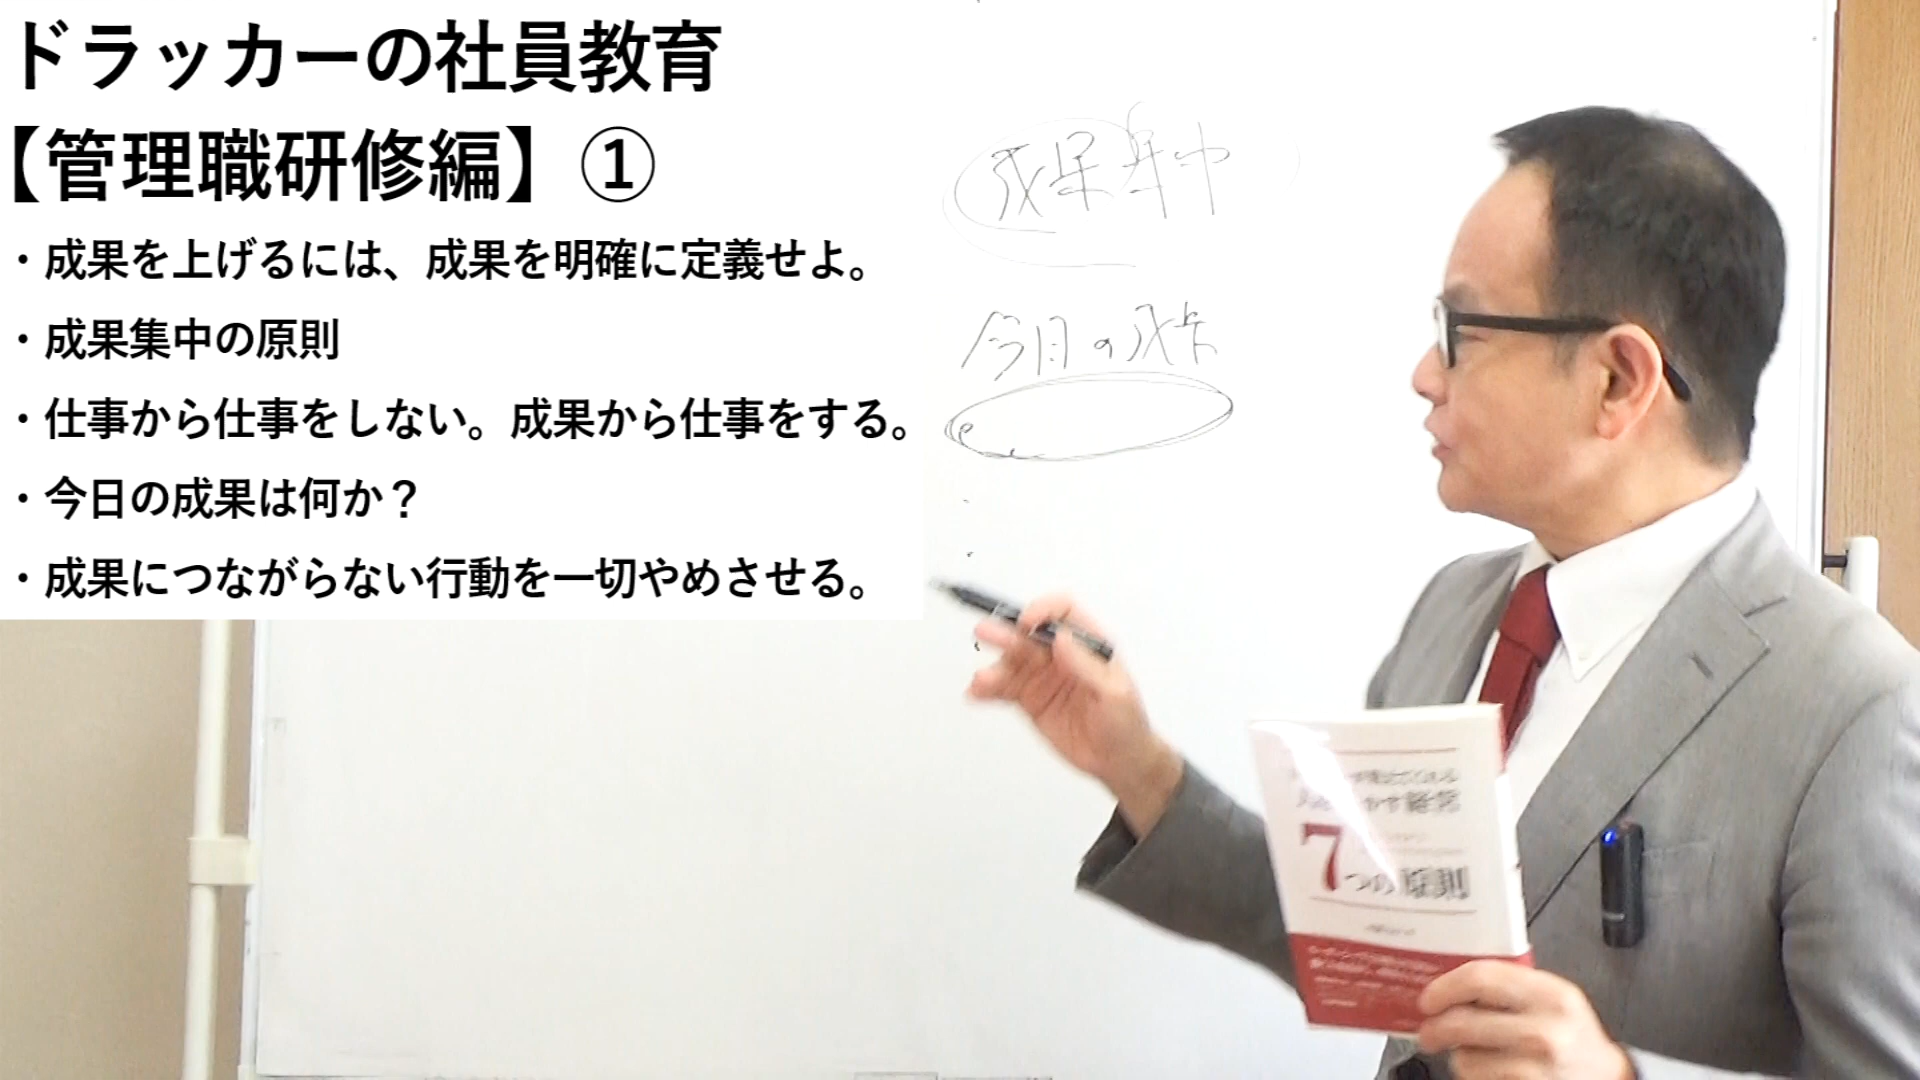 ドラッカーの社員教育
【管理職研修編】①
・成果を上げるには、成果を明確に定義せよ。
・成果集中の原則
・仕事から仕事をしない。成果から仕事をする。
・今日の成果は何か？
・成果につながらない行動を一切やめさせる。
成果集中
今日の成果
7つの原則